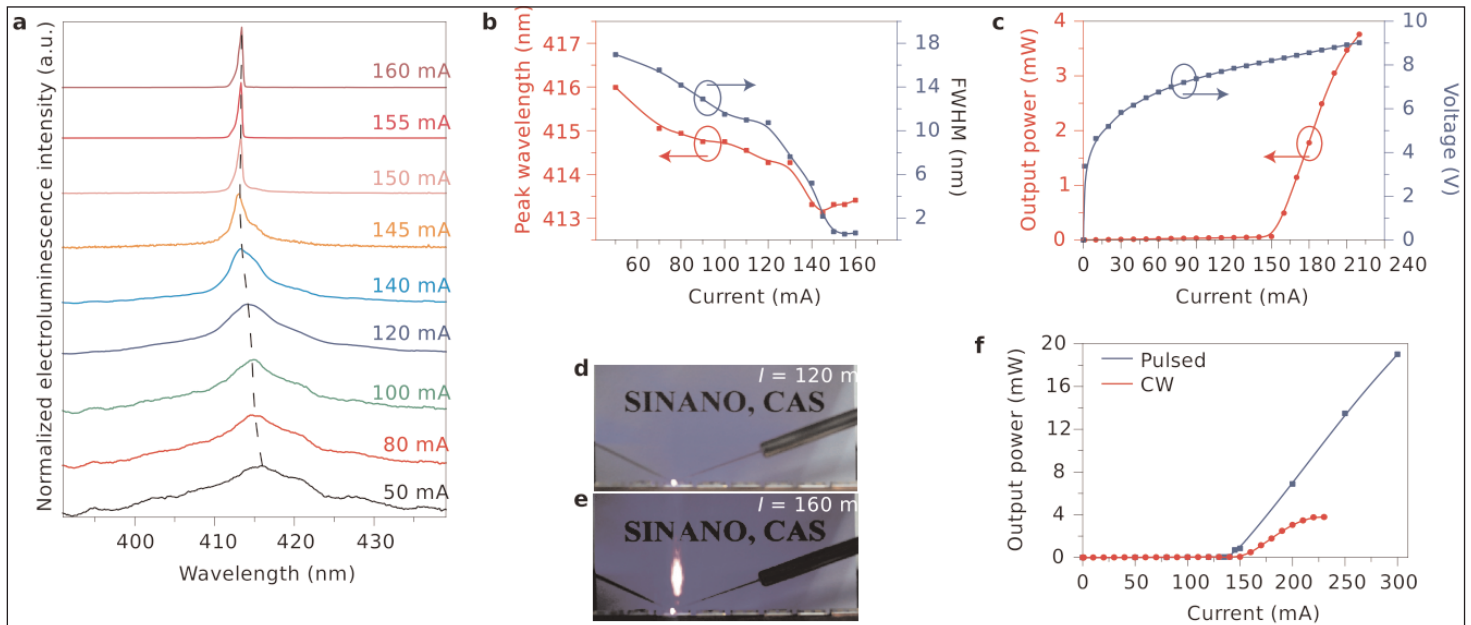 a
Normalized electroluminescence intensity (a.u.)
160 mA
155 mA
150 mA
145 mA
140 mA
120 mA
100 mA
80 mA
50 mA
400 410 420 430
Wavelength (nm)
b
Peak wavelength (nm)
417
416
415
414
413
18
14
10
6
2
FWHM (nm)
60 80 100 120 140 160
Current (mA)
c
Output power (mW)
4
3
2
1
0
10
8
6
4
2
0
Voltage (V)
0 30 60 90 120 150 180 210 240
Current (mA)
d
I = 120 m
SINANO, CAS
e
I = 160 m
SINANO, CAS
f
Output power (mW)
20
16
12
8
4
0
Pulsed
CW
0 50 100 150 200 250 300
Current (mA)